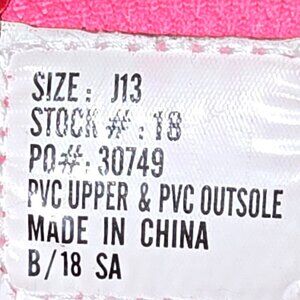 SIZE: J13
STOCK #: 18
PO#: 30749
PVC UPPER & PVC OUTSOLE
MADE IN CHINA
B/18 SA